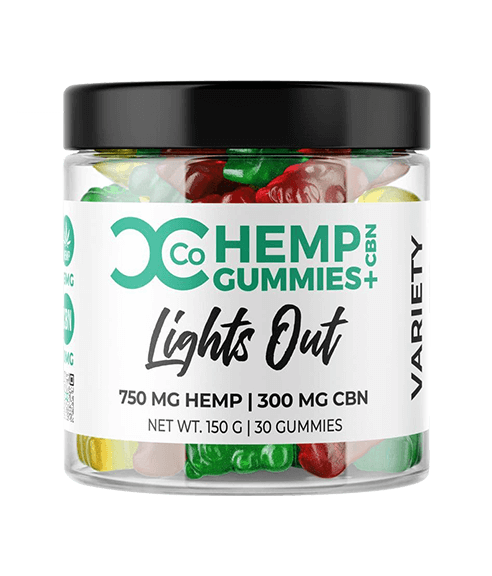 Co HEMP
GUMMIES+
CBN
Lights Out
750 MG HEMP | 300 MG CBN
NET WT. 150 G | 30 GUMMIES
VARIETY